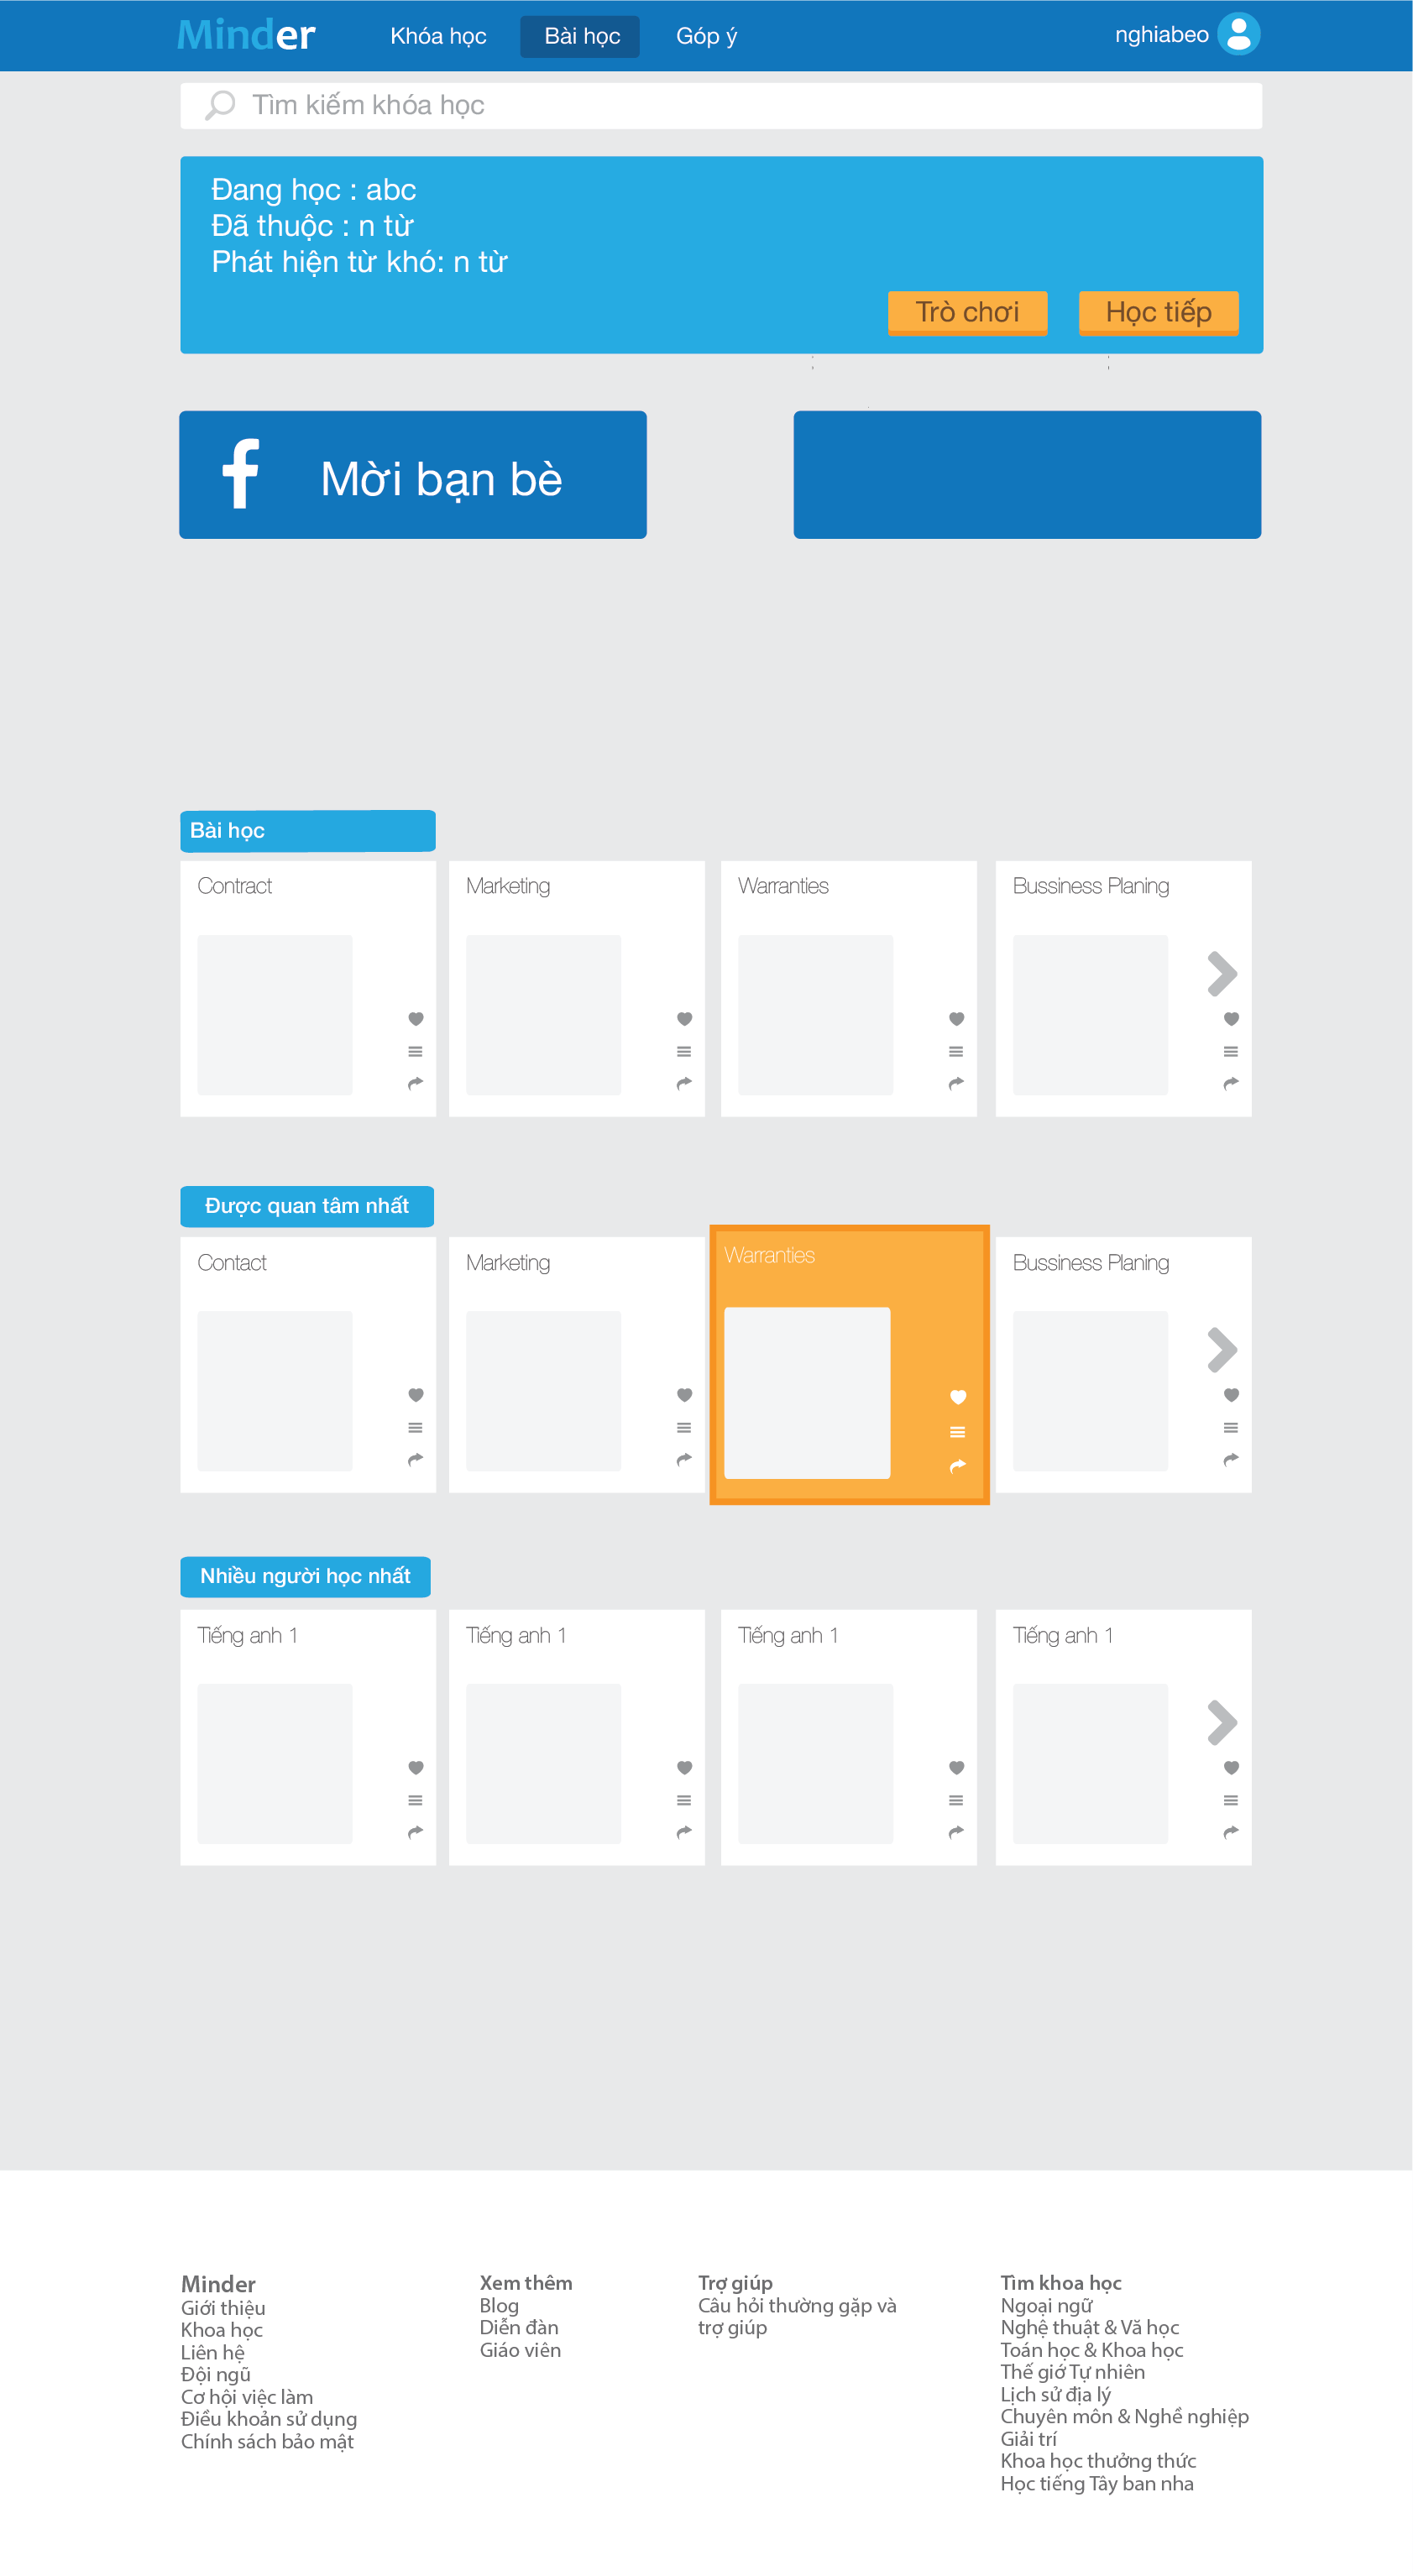 Minder
Khóa học
Bài học
Góp ý
nghiabeo
Tìm kiếm khóa học
Đang học : abc
Đã thuộc : n từ
Phát hiện từ khó: n từ
Trò chơi
Học tiếp
Mời bạn bè
Bài học
Contract
Marketing
Warranties
Bussiness Planing
Được quan tâm nhất
Contact
Marketing
Warranties
Bussiness Planing
Nhiều người học nhất
Tiếng anh 1
Tiếng anh 1
Tiếng anh 1
Tiếng anh 1
Minder
Giới thiệu
Khoa học
Liên hệ
Đội ngũ
Cơ hội việc làm
Điều khoản sử dụng
Chính sách bảo mật
Xem thêm
Blog
Diễn đàn
Giáo viên
Trợ giúp
Câu hỏi thường gặp và
trợ giúp
Tìm khoa học
Ngoại ngữ
Nghệ thuật & Vă học
Toán học & Khoa học
Thế giớ Tự nhiên
Lịch sử địa lý
Chuyên môn & Nghề nghiệp
Giải trí
Khoa học thưởng thức
Học tiếng Tây ban nha